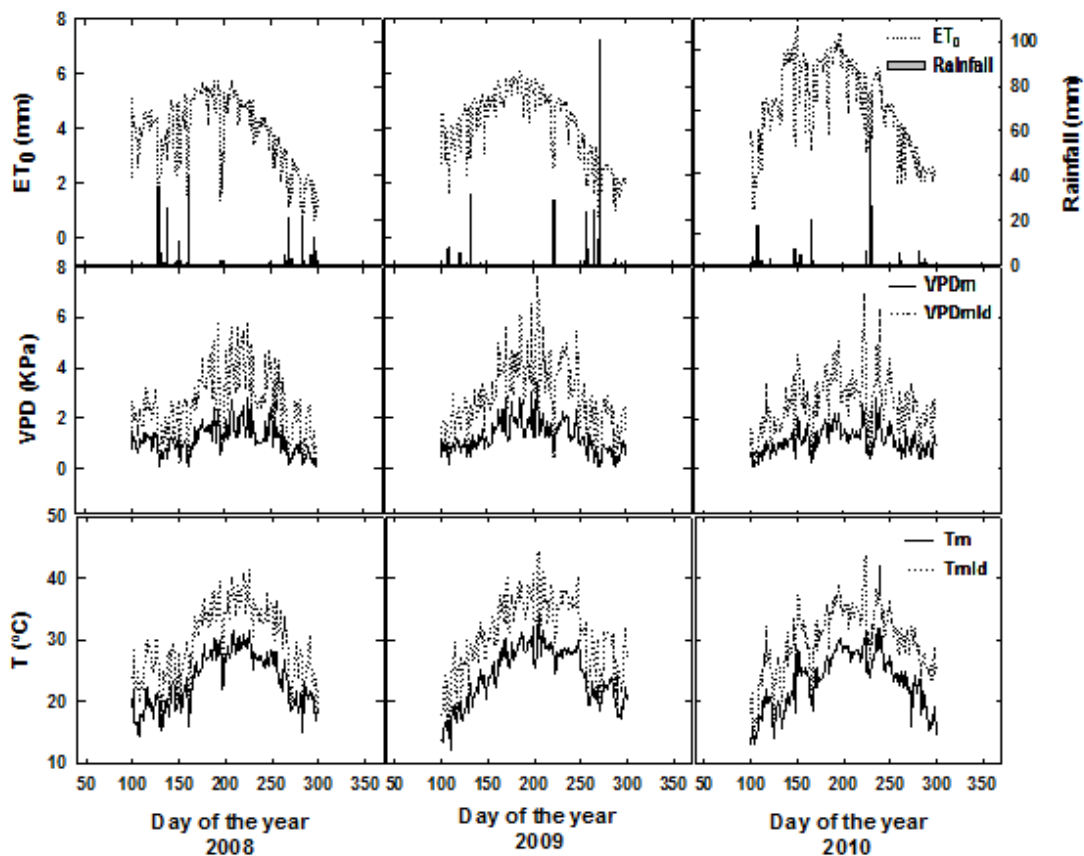 8
6
4
2
0
ET0 (mm)
ET0
Rainfall
100
80
60
40
20
0
Rainfall (mm)
8
6
4
2
0
VPD (KPa)
VPDm
VPDmid
50
40
30
20
10
T (ºC)
Tm
Tmid
50 100 150 200 250 300 350
50 100 150 200 250 300 350
50 100 150 200 250 300 350
Day of the year
2008
Day of the year
2009
Day of the year
2010